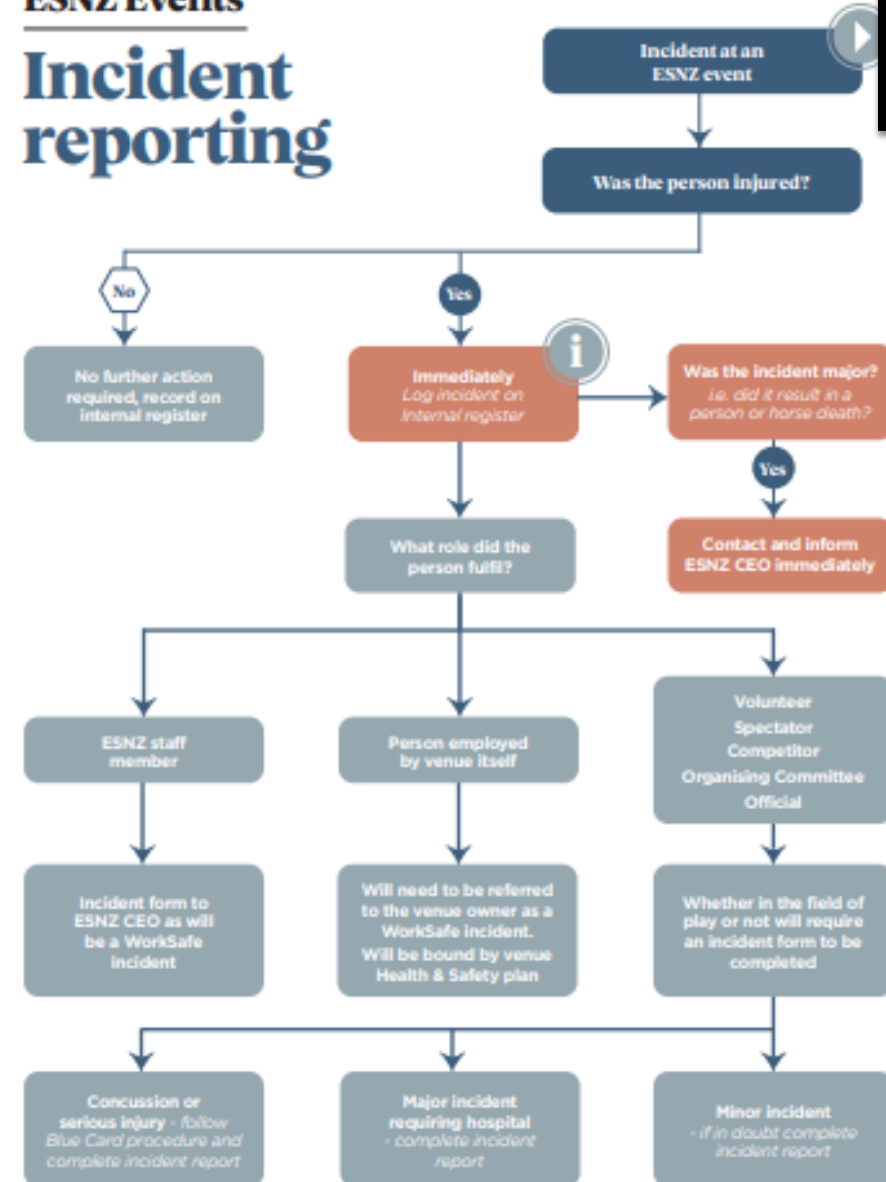 ESNZ Events
Incident
reporting
Incident at an
ESNZ event
Was the person injured?
No
Yes
No further action
required, record on
internal register
Immediately
Log incident on
Internal register
i
Was the incident major?
i.e. did it result in a
person or horse death?
Yes
What role did the
person fulfil?
Contact and inform
ESNZ CEO immediately
ESNZ staff
member
Person employed
by venue itself
Volunteer
Spectator
Competitor
Organising Committee
Official
Incident form to
ESNZ CEO as will
be a WorkSafe
incident
Will need to be referred
to the venue owner as a
WorkSafe incident.
Will be bound by venue
Health & Safety plan
Whether in the field of
play or not will require
an incident form to be
completed
Concussion or
serious injury - follow
Blue Card procedure and
complete incident report
Major incident
requiring hospital
- complete incident
report
Minor incident
- if in doubt complete
incident report